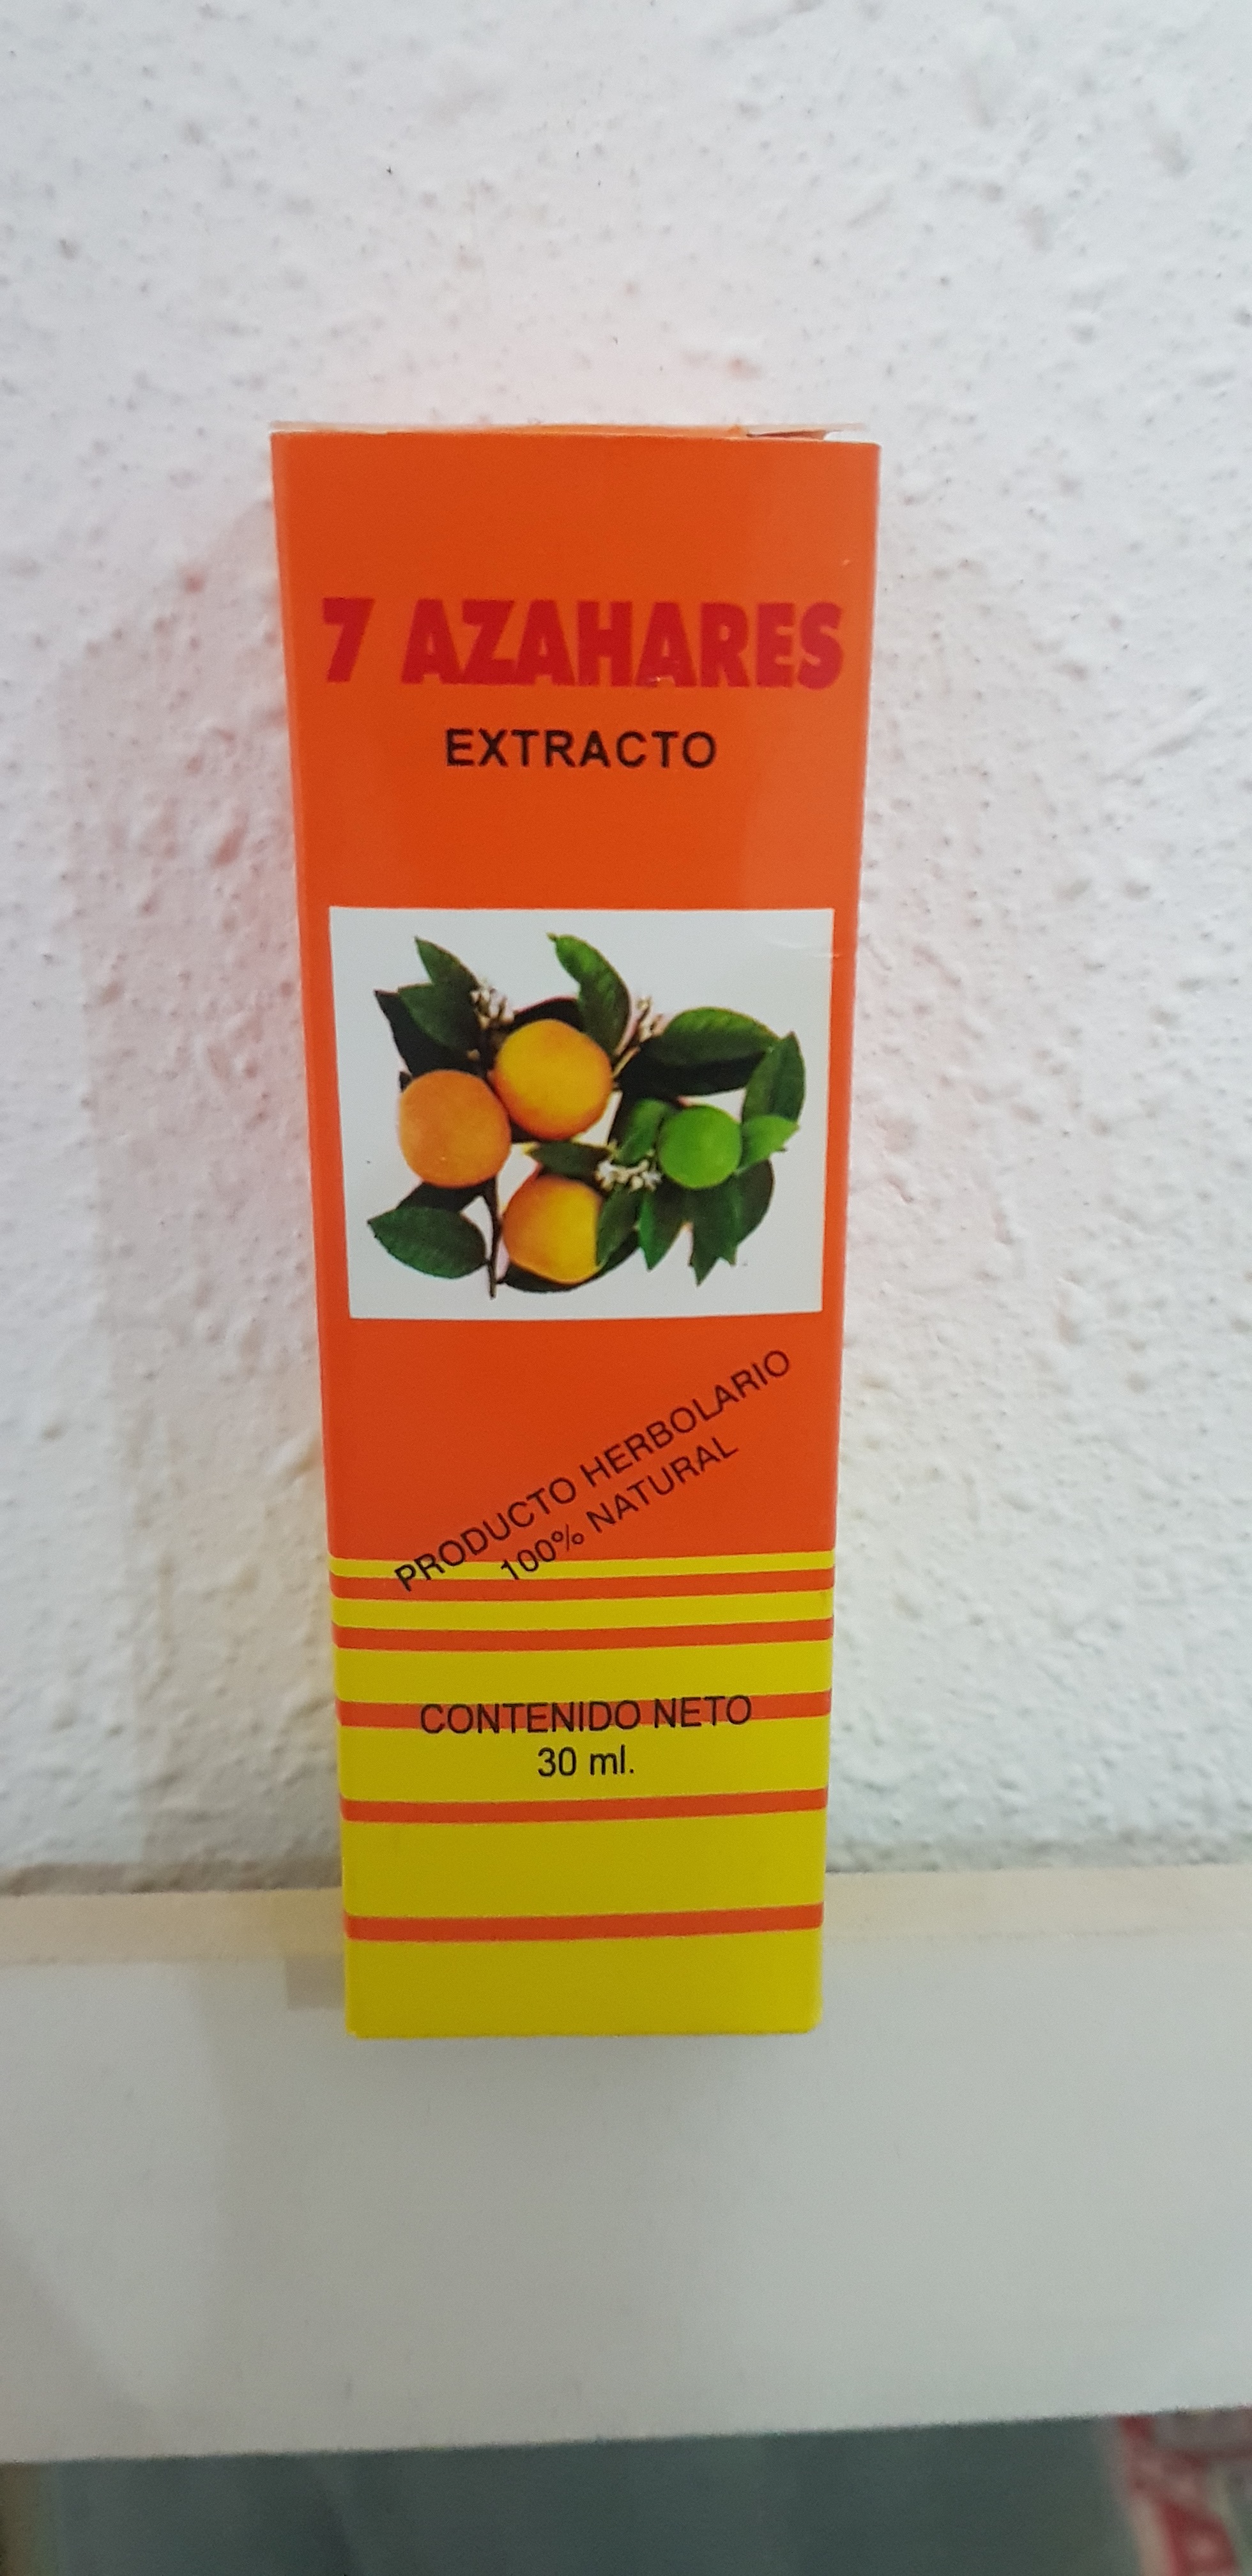 7 AZAHARES
EXTRACTO
PRODUCTO HERBOLARIO
100% NATURAL
CONTENIDO NETO
30 ml.